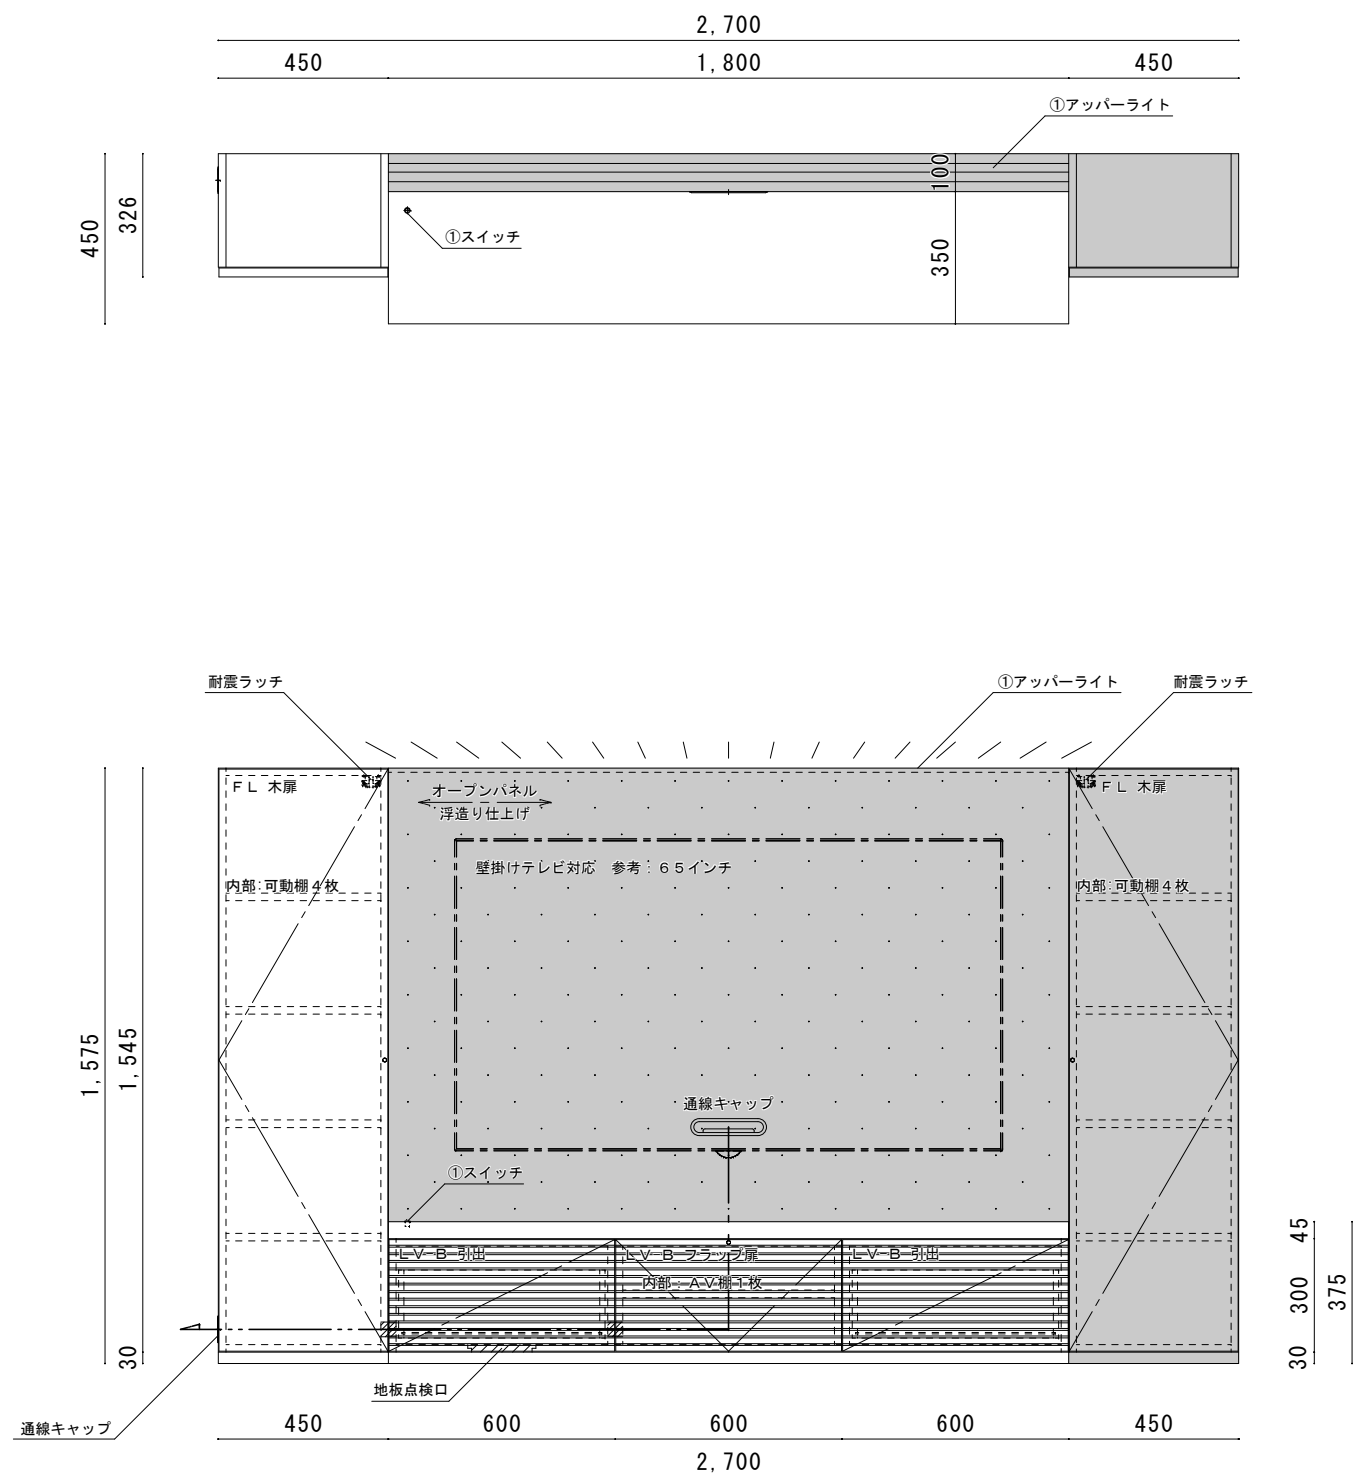 2,700
450
1,800
450
①アッパーライト
450
326
100
350
①スイッチ
耐震ラッチ
①アッパーライト
耐震ラッチ
ＦＬ 木扉
オープンパネル
浮造り仕上げ
ＦＬ 木扉
壁掛けテレビ対応　参考：６５インチ
内部:可動棚４枚
内部:可動棚４枚
1,575
1,545
通線キャップ
①スイッチ
ＬＶ－Ｂ 引出
ＬＶ－Ｂ フラップ扉
ＬＶ－Ｂ 引出
内部：ＡＶ棚１枚
45
300
375
30
30
地板点検口
通線キャップ
450
600
600
600
450
2,700